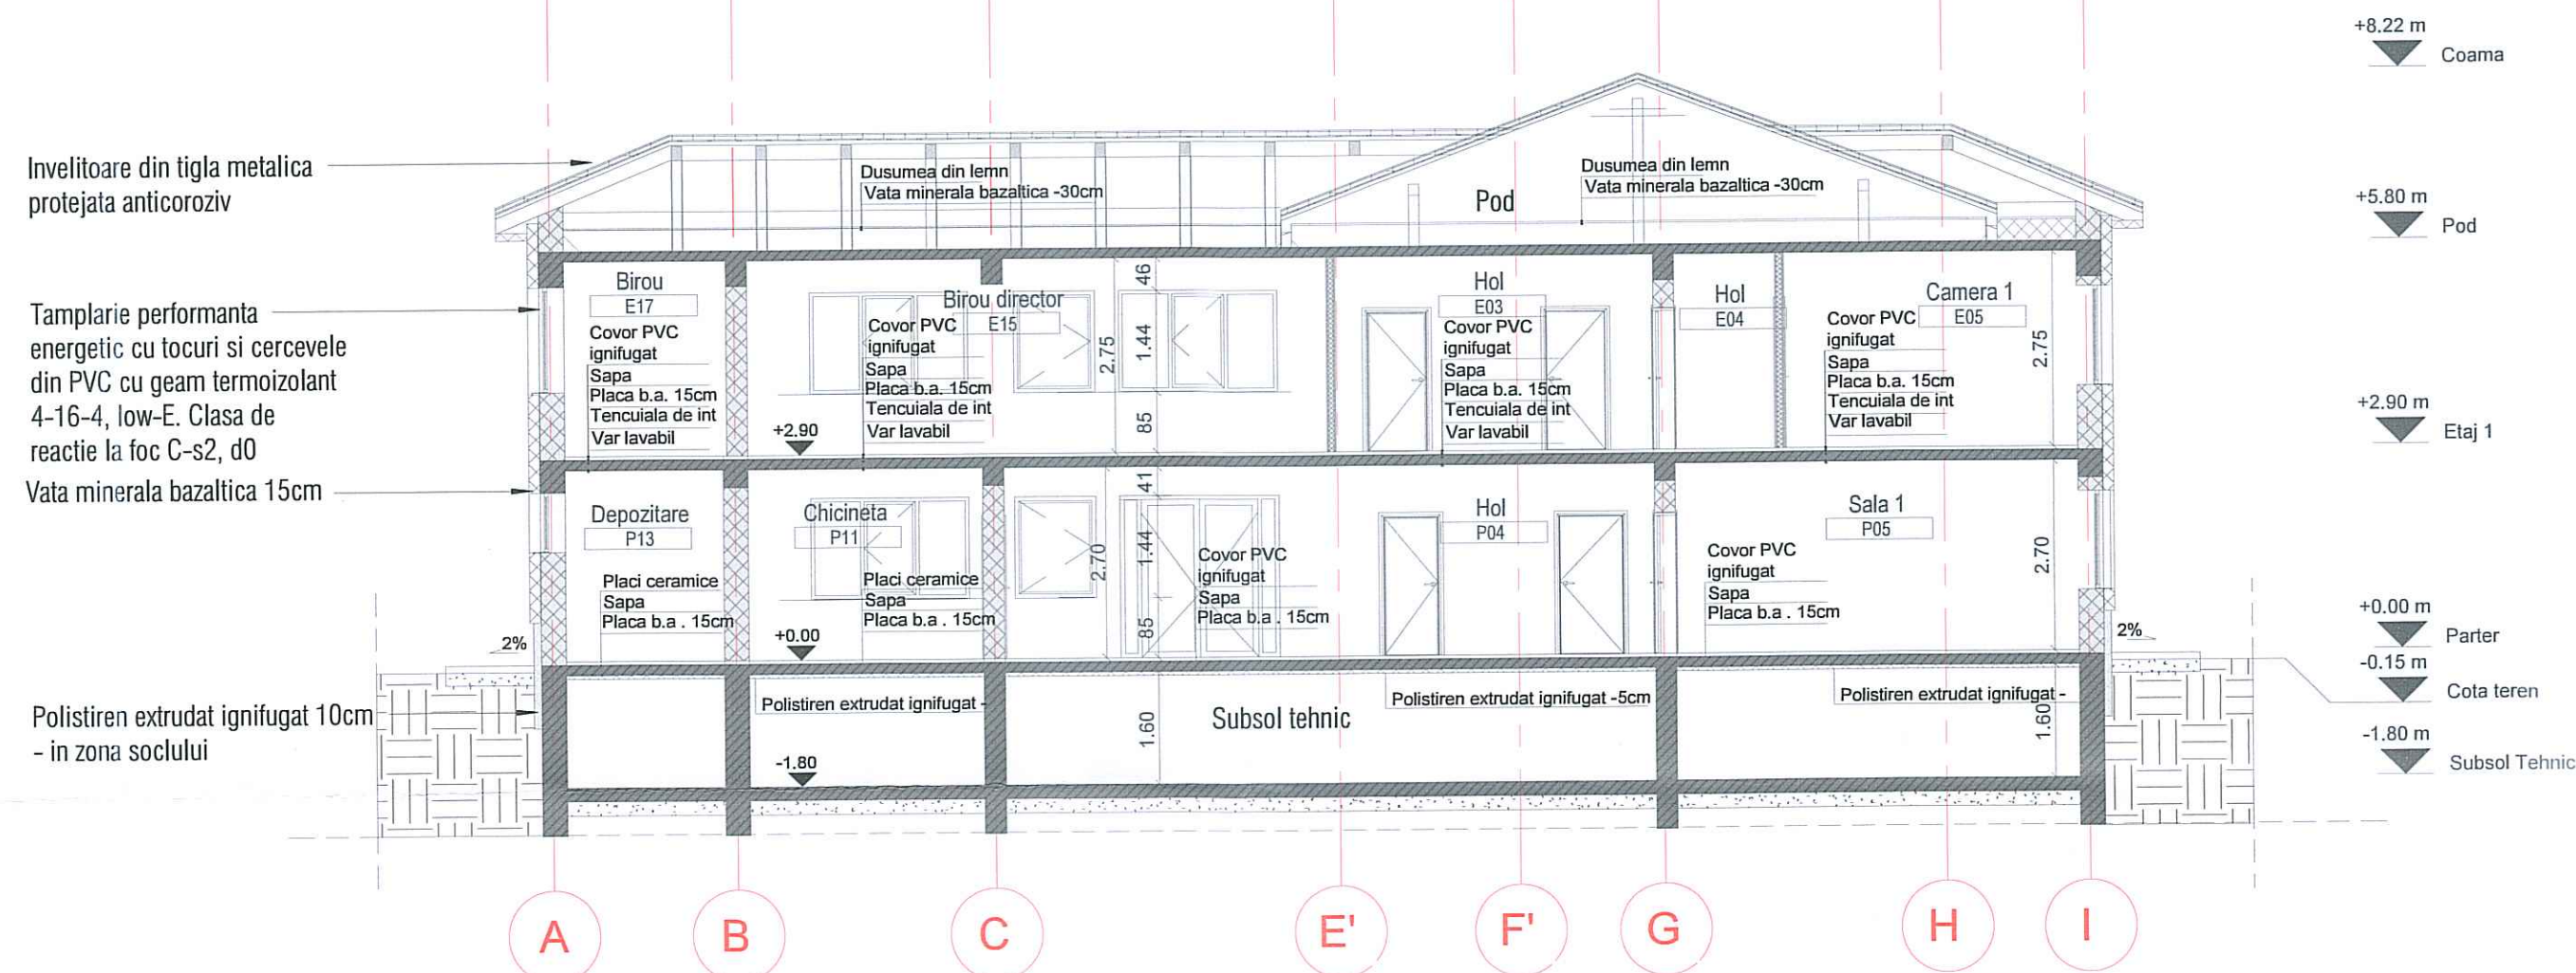 +8.22 m
Coama
Invelitoare din tigla metalica
protejata anticoroziv
Dusumea din lemn
Vata minerala bazaltica -30cm
Pod
Dusumea din lemn
Vata minerala bazaltica -30cm
+5.80 m
Pod
Tamplarie performanta
energetic cu tocuri si cercevele
din PVC cu geam termoizolant
4-16-4, low-E. Clasa de
reactie la foc C-s2, d0
Vata minerala bazaltica 15cm
Birou
E17
Covor PVC
ignifugat
Sapa
Placa b.a. 15cm
Tencuiala de int
Var lavabil
+2.90
Birou director
E15
Covor PVC
ignifugat
Sapa
Placa b.a. 15cm
Tencuiala de int
Var lavabil
2.75
46
1.44
85
Hol
E03
Covor PVC
ignifugat
Sapa
Placa b.a. 15cm
Tencuiala de int
Var lavabil
Hol
E04
Camera 1
E05
Covor PVC
ignifugat
Sapa
Placa b.a. 15cm
Tencuiala de int
Var lavabil
2.75
+2.90 m
Etaj 1
Depozitare
P13
Placi ceramice
Sapa
Placa b.a . 15cm
Chicineta
P11
Placi ceramice
Sapa
Placa b.a . 15cm
+0.00
2.70
41
1.44
85
Covor PVC
ignifugat
Sapa
Placa b.a . 15cm
Hol
P04
Sala 1
P05
Covor PVC
ignifugat
Sapa
Placa b.a . 15cm
2.70
2%
2%
+0.00 m
Parter
-0.15 m
Cota teren
-1.80 m
Subsol Tehnic
Polistiren extrudat ignifugat 10cm
- in zona soclului
Polistiren extrudat ignifugat -
-1.80
1.60
Subsol tehnic
Polistiren extrudat ignifugat -5cm
Polistiren extrudat ignifugat -
1.60
A
B
C
E'
F'
G
H
I